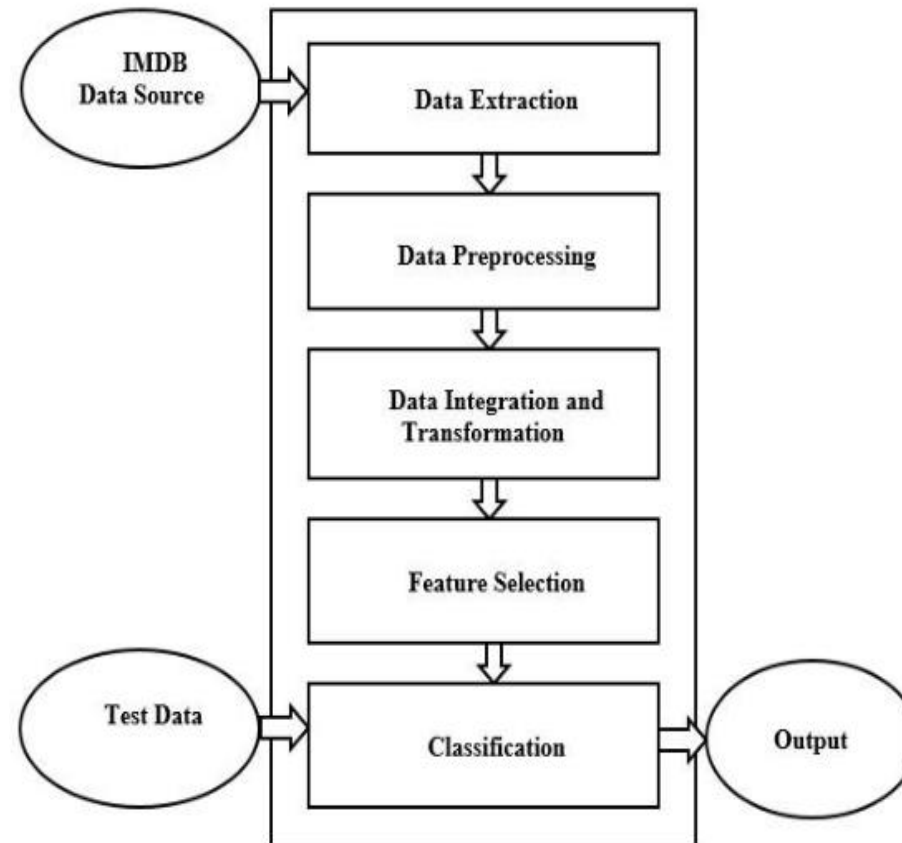 IMDB
Data Source
Data Extraction
Data Preprocessing
Data Integration and
Transformation
Feature Selection
Test Data
Classification
Output